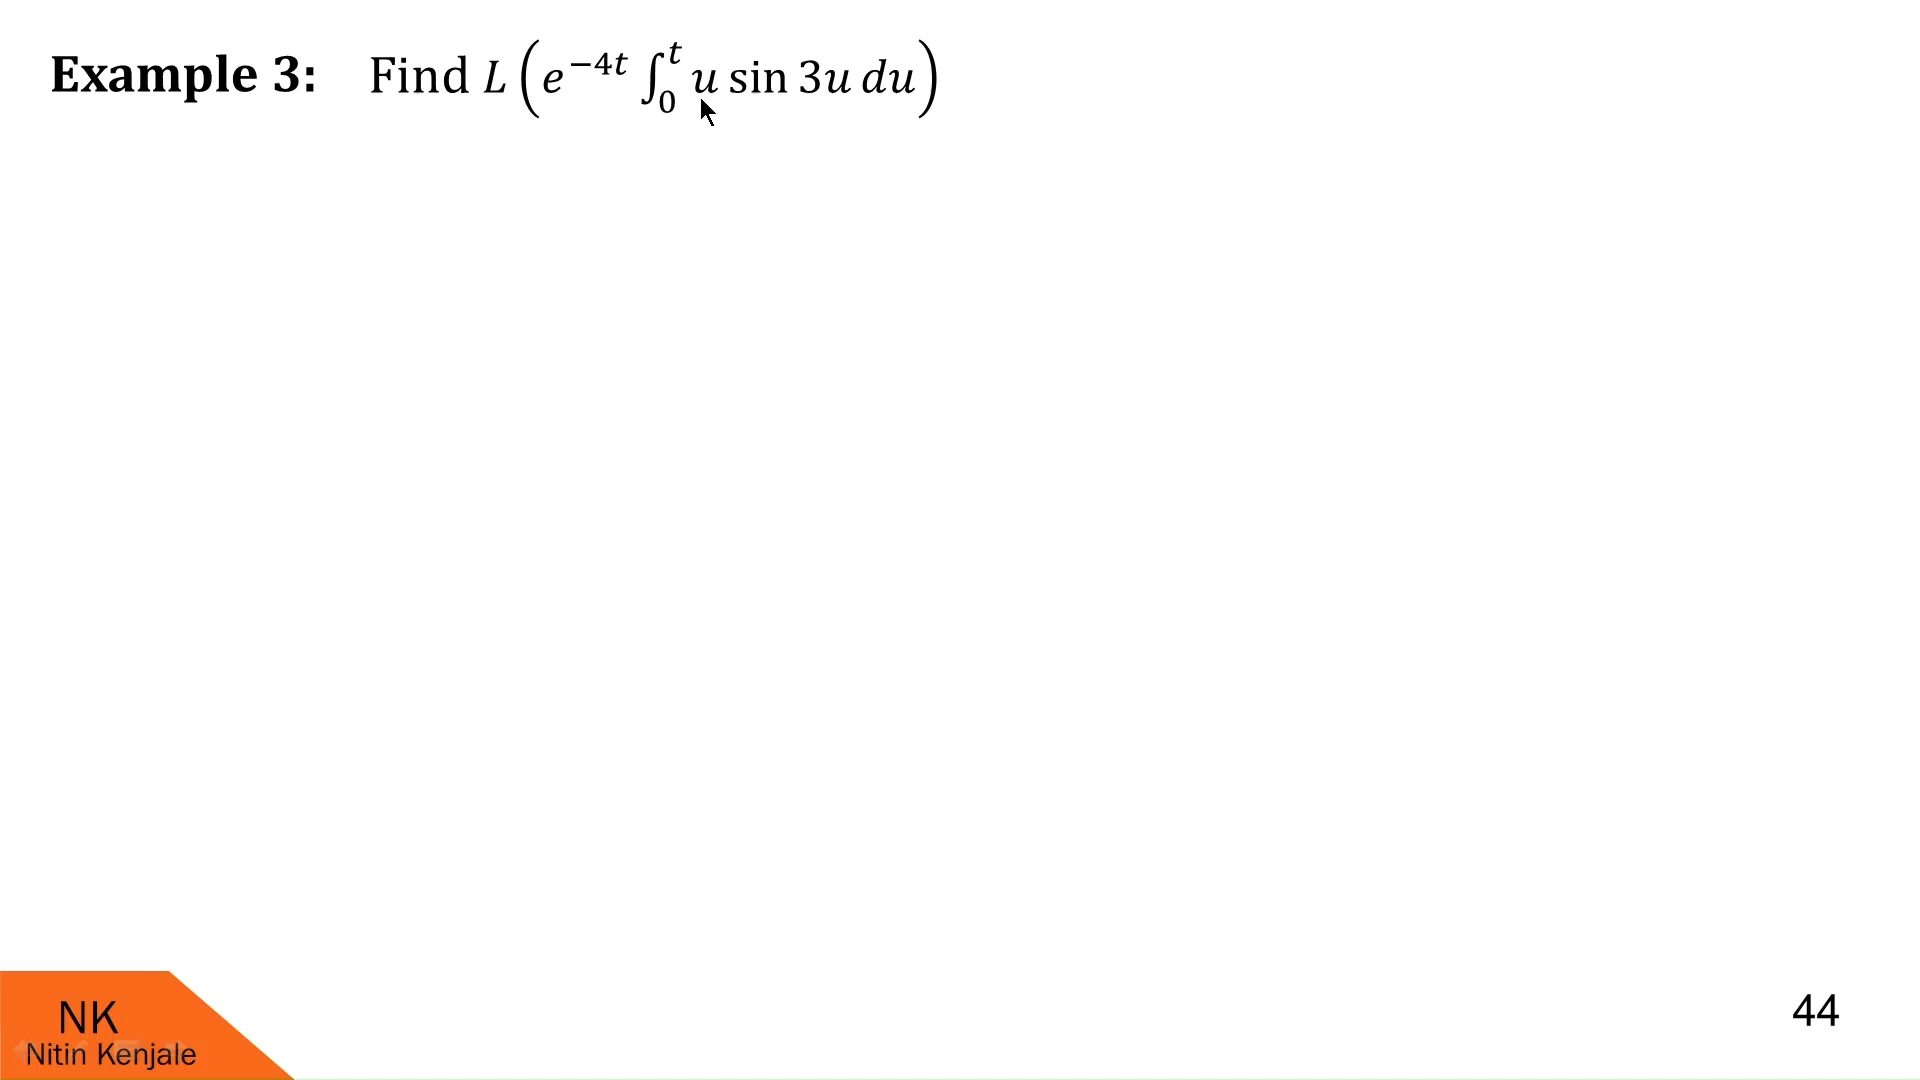 Example 3: Find L (e^{-4t} ∫_0^t u sin 3u du)
NK
Nitin Kenjale
44